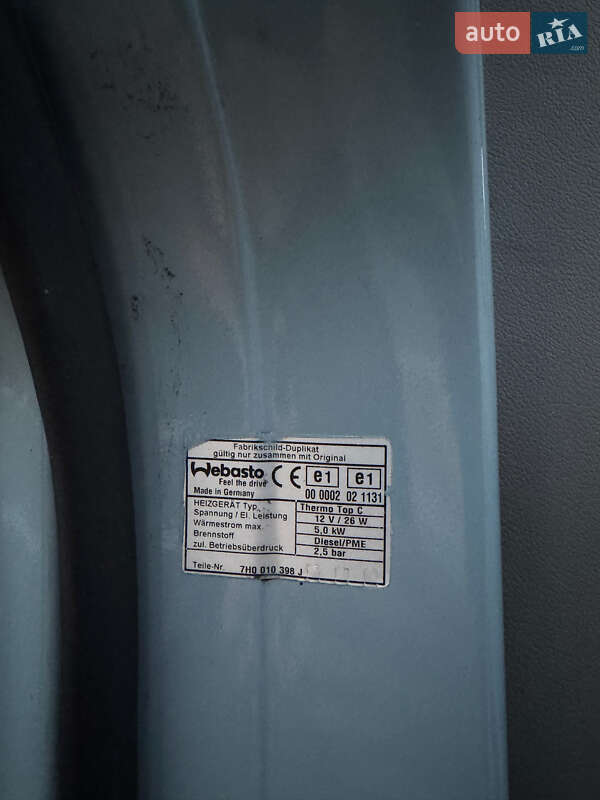 auto RIA .com
Fabrikschild-Duplikat
gültig nur zusammen mit Original
Webasto CE e1 e1
Feel the drive
Made in Germany 00 0002 02 1131
HEIZGERÄT Typ. Thermo Top C
Spannung / El. Leistung 12 V / 26 W
Wärmestrom max. 5,0 kW
Brennstoff Diesel/PME
zul. Betriebsüberdruck 2,5 bar
Teile-Nr. 7H0 010 398 J